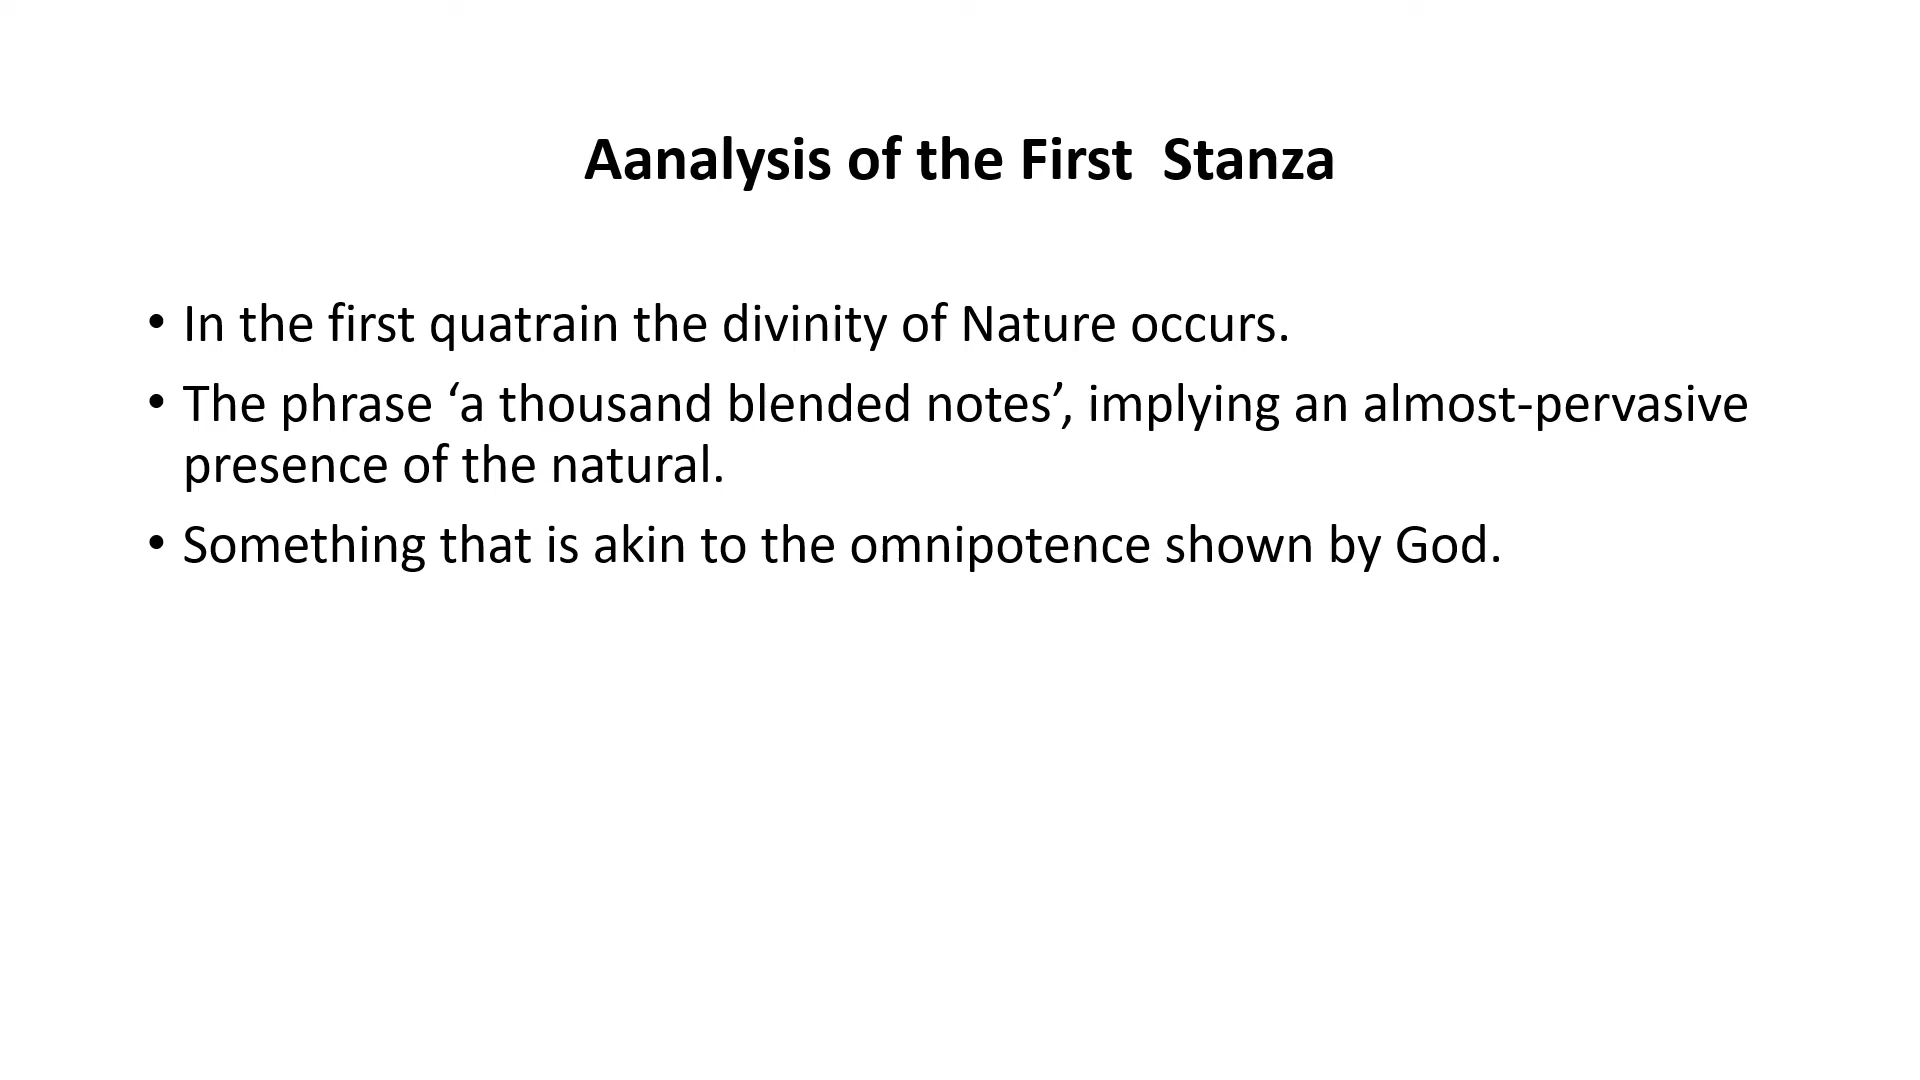 Aanalysis of the First  Stanza
• In the first quatrain the divinity of Nature occurs.
• The phrase ‘a thousand blended notes’, implying an almost-pervasive
presence of the natural.
• Something that is akin to the omnipotence shown by God.